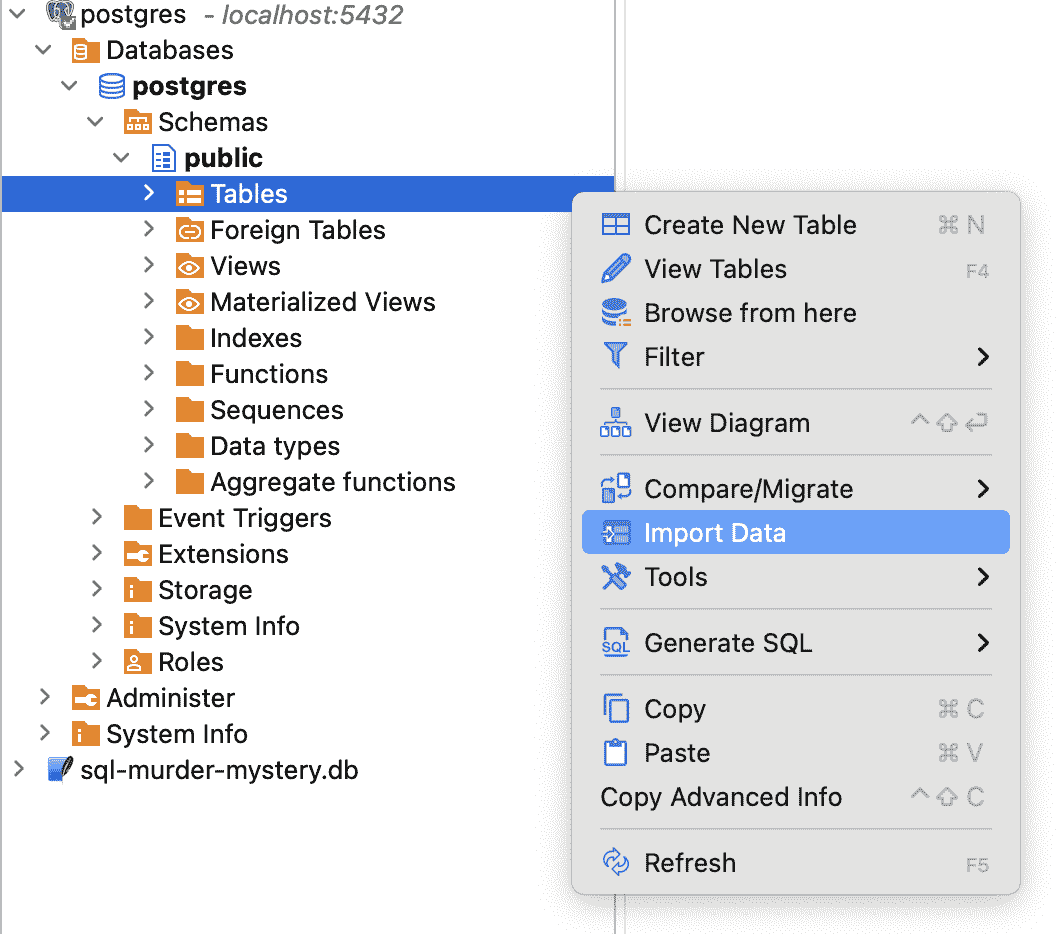 postgres - localhost:5432
Databases
postgres
Schemas
public
Tables
Foreign Tables
Views
Materialized Views
Indexes
Functions
Sequences
Data types
Aggregate functions
Event Triggers
Extensions
Storage
System Info
Roles
Administer
System Info
sql-murder-mystery.db
Create New Table ⌘ N
View Tables F4
Browse from here
Filter
View Diagram ^⇧⏎
Compare/Migrate
Import Data
Tools
SQL Generate SQL
Copy ⌘ C
Paste ⌘ V
Copy Advanced Info ^⇧ C
Refresh F5